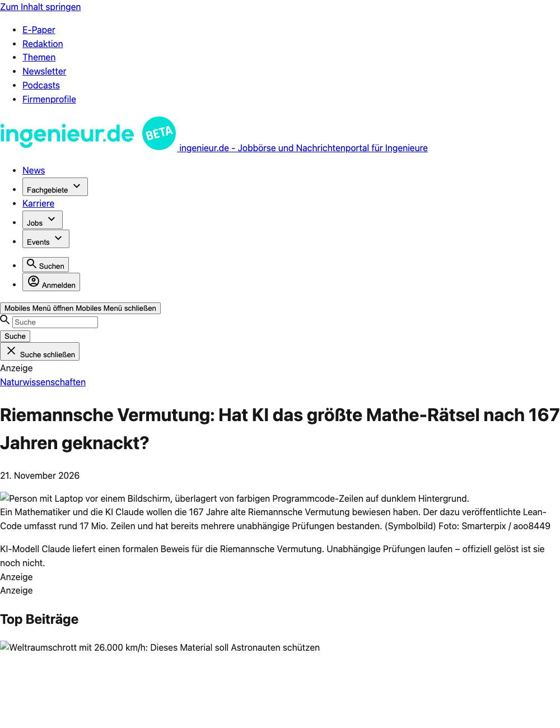 Zum Inhalt springen
E-Paper
Redaktion
Themen
Newsletter
Podcasts
Firmenprofile
ingenieur.de BETA ingenieur.de - Jobbörse und Nachrichtenportal für Ingenieure
News
Fachgebiete
Karriere
Jobs
Events
Suchen
Anmelden
Mobiles Menü öffnen Mobiles Menü schließen
Suche
Suche
Suche schließen
Anzeige
Naturwissenschaften
Riemannsche Vermutung: Hat KI das größte Mathe-Rätsel nach 167
Jahren geknackt?
21. November 2026
Person mit Laptop vor einem Bildschirm, überlagert von farbigen Programmcode-Zeilen auf dunklem Hintergrund.
Ein Mathematiker und die KI Claude wollen die 167 Jahre alte Riemannsche Vermutung bewiesen haben. Der dazu veröffentlichte Lean-
Code umfasst rund 17 Mio. Zeilen und hat bereits mehrere unabhängige Prüfungen bestanden. (Symbolbild) Foto: Smarterpix / aoo8449
KI-Modell Claude liefert einen formalen Beweis für die Riemannsche Vermutung. Unabhängige Prüfungen laufen – offiziell gelöst ist sie
noch nicht.
Anzeige
Anzeige
Top Beiträge
Weltraumschrott mit 26.000 km/h: Dieses Material soll Astronauten schützen